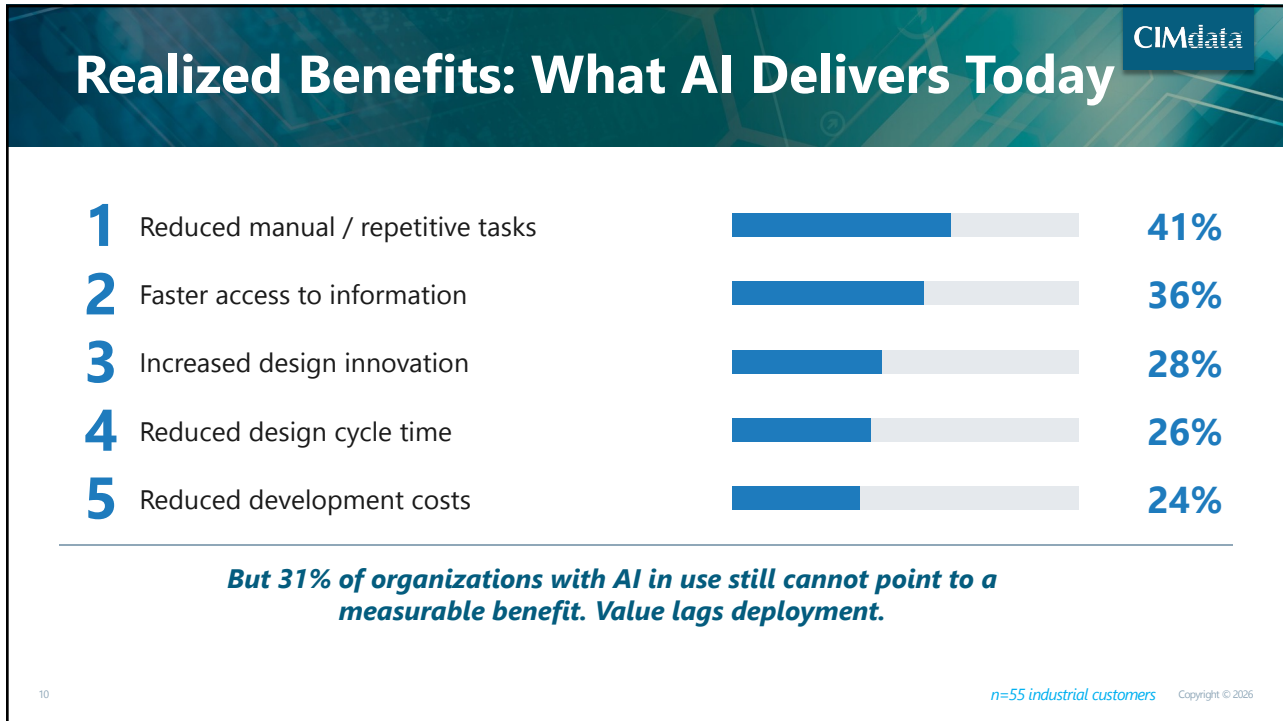 CIMdata
Realized Benefits: What AI Delivers Today
1 Reduced manual / repetitive tasks 41%
2 Faster access to information 36%
3 Increased design innovation 28%
4 Reduced design cycle time 26%
5 Reduced development costs 24%
But 31% of organizations with AI in use still cannot point to a
measurable benefit. Value lags deployment.
10 n=55 industrial customers Copyright © 2026